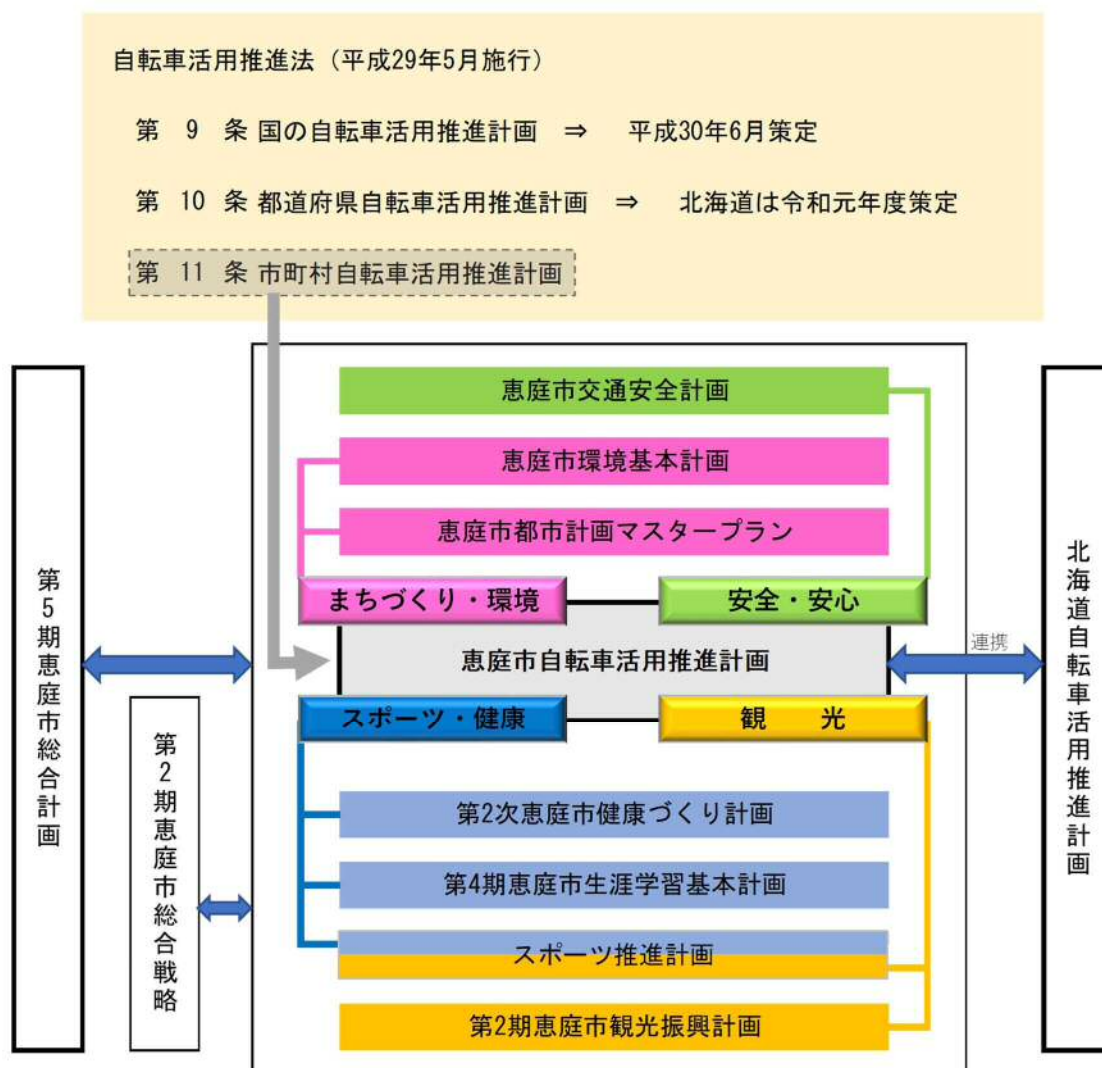 自転車活用推進法（平成29年5月施行）
第　9　条 国の自転車活用推進計画　⇒　平成30年6月策定
第　10　条 都道府県自転車活用推進計画　⇒　北海道は令和元年度策定
第　11　条 市町村自転車活用推進計画
第5期恵庭市総合計画
第2期恵庭市総合戦略
恵庭市交通安全計画
恵庭市環境基本計画
恵庭市都市計画マスタープラン
まちづくり・環境
安全・安心
恵庭市自転車活用推進計画
スポーツ・健康
観　　光
第2次恵庭市健康づくり計画
第4期恵庭市生涯学習基本計画
スポーツ推進計画
第2期恵庭市観光振興計画
連携
北海道自転車活用推進計画